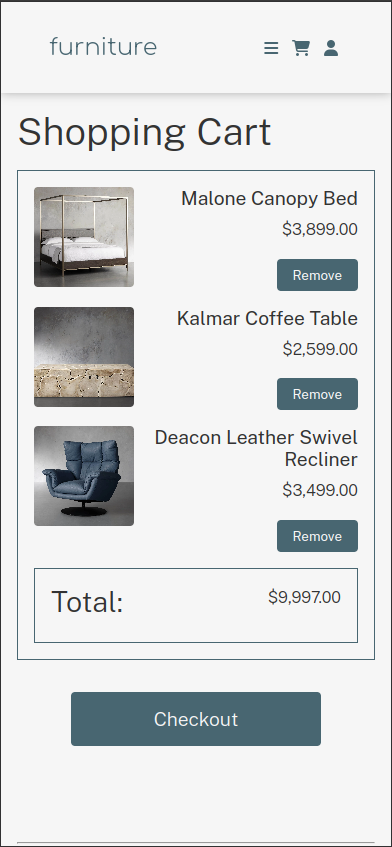 furniture
Shopping Cart
Malone Canopy Bed
$3,899.00
Remove
Kalmar Coffee Table
$2,599.00
Remove
Deacon Leather Swivel
Recliner
$3,499.00
Remove
Total:
$9,997.00
Checkout